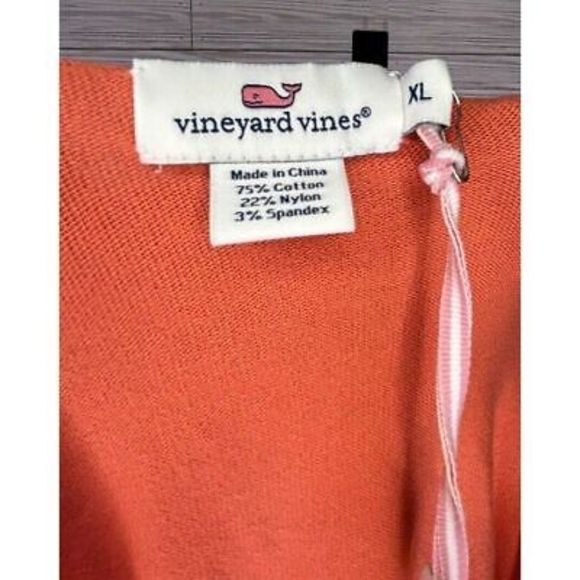 vineyard vines®
XL
Made in China
75% Cotton
22% Nylon
3% Spandex